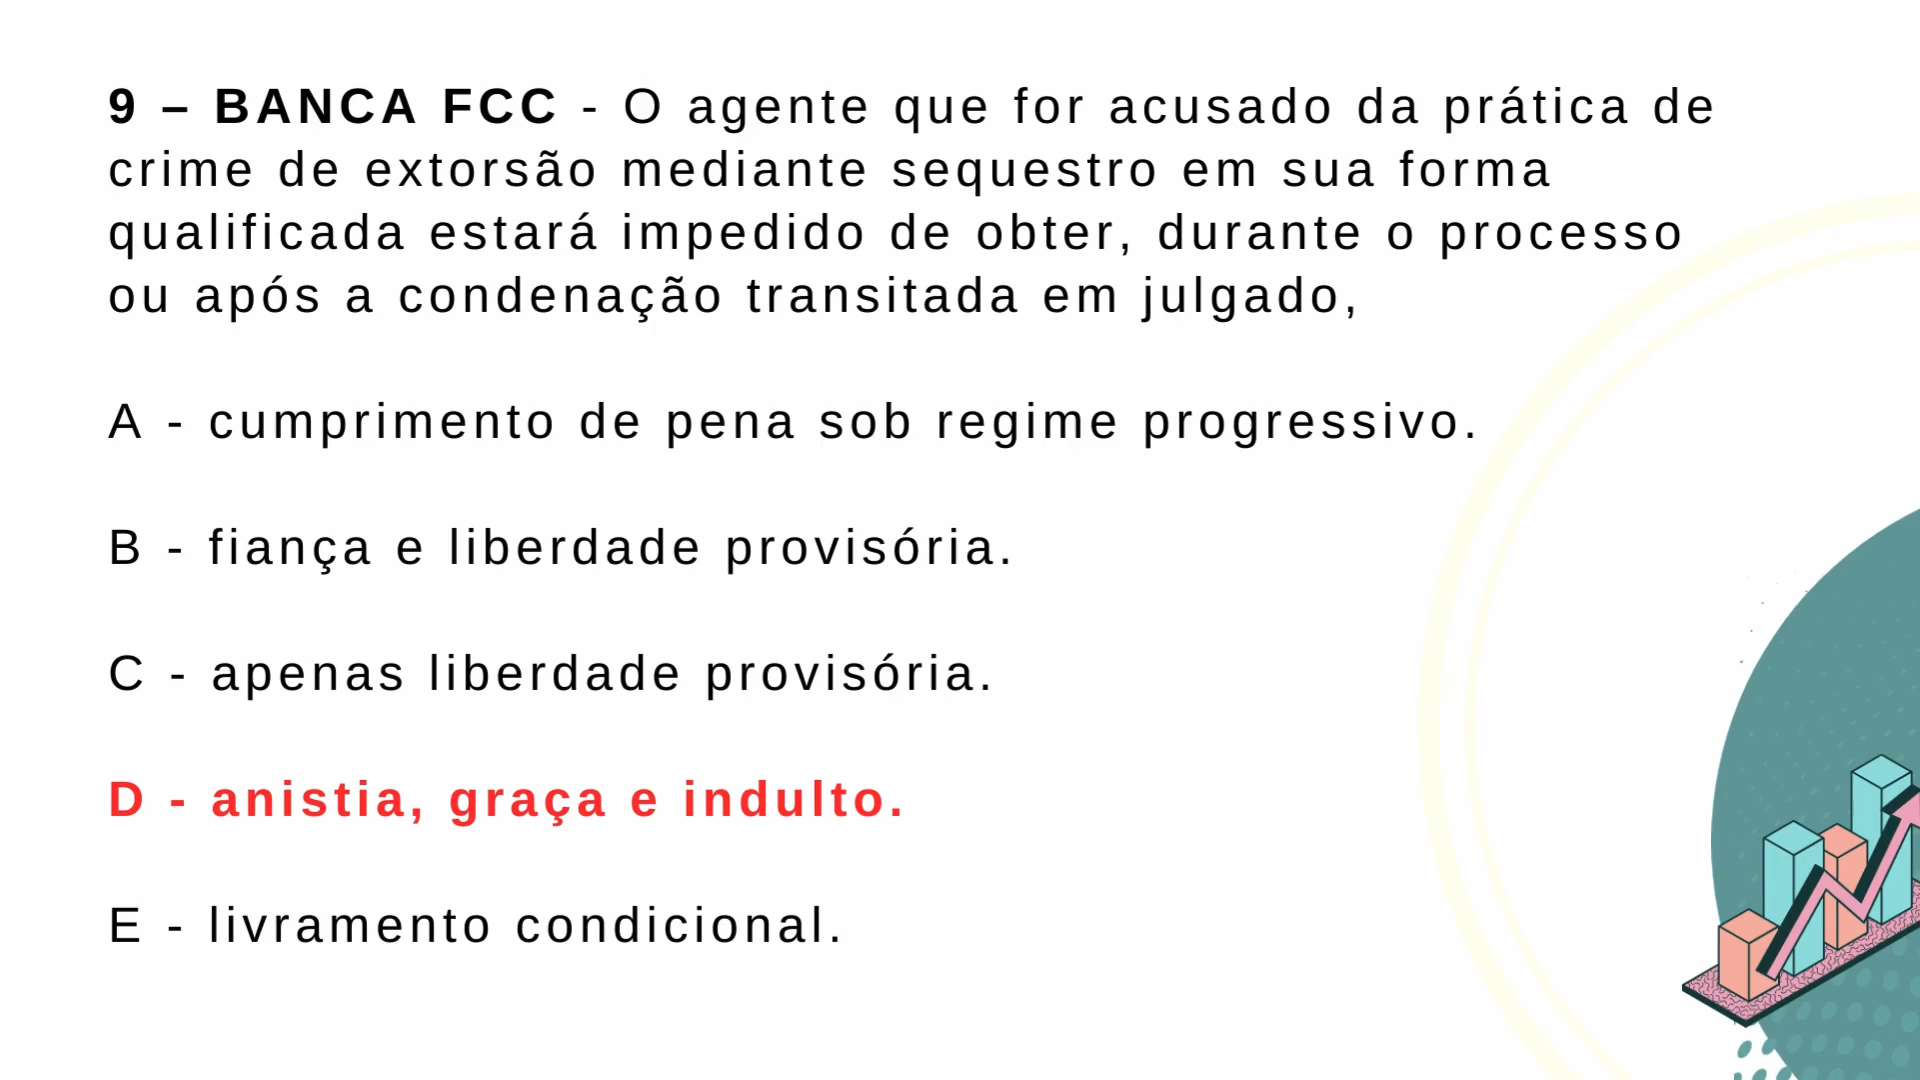 9 – BANCA FCC - O agente que for acusado da prática de
crime de extorsão mediante sequestro em sua forma
qualificada estará impedido de obter, durante o processo
ou após a condenação transitada em julgado,
A - cumprimento de pena sob regime progressivo.
B - fiança e liberdade provisória.
C - apenas liberdade provisória.
D - anistia, graça e indulto.
E - livramento condicional.